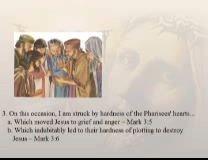 3. On this occasion, I am struck by hardness of the Pharisees' hearts...
a. Which moved Jesus to grief and anger – Mark 3:5
b. Which indubitably led to their hardness of plotting to destroy
Jesus – Mark 3:6